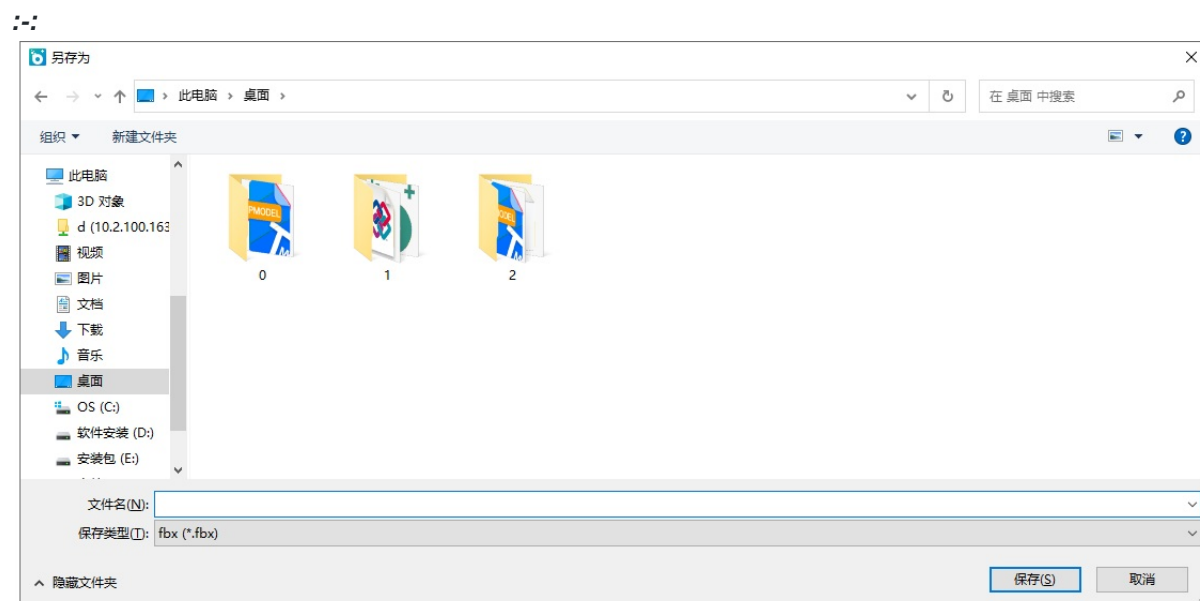 :-:
另存为
此电脑 › 桌面 ›
在 桌面 中搜索
组织
新建文件夹
此电脑
3D 对象
d (10.2.100.163
视频
图片
文档
下载
音乐
桌面
OS (C:)
软件安装 (D:)
安装包 (E:)
PMODEL
0
1
2
文件名(N):
保存类型(T): fbx (*.fbx)
隐藏文件夹
保存(S)
取消